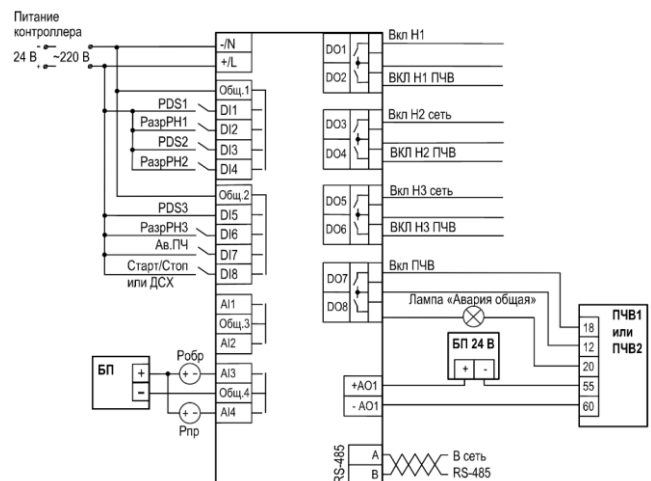 Питание
контроллера
24 В ~220 В
-/N
+/L
Общ.1
PDS1 DI1
РазрРН1 DI2
PDS2 DI3
РазрРН2 DI4
Общ.2
PDS3 DI5
РазрРН3 DI6
Ав.ПЧ DI7
Старт/Стоп DI8
или ДСХ
AI1
Общ.3
AI2
БП + - Робр + - AI3
Общ.4
+ - AI4
Рпр
DO1 Вкл Н1
DO2 ВКЛ Н1 ПЧВ
DO3 Вкл Н2 сеть
DO4 ВКЛ Н2 ПЧВ
DO5 Вкл Н3 сеть
DO6 ВКЛ Н3 ПЧВ
DO7 Вкл ПЧВ
DO8 Лампа «Авария общая»
БП 24 В
+ -
+AO1
- AO1
ПЧВ1
или
ПЧВ2
18
12
20
55
60
RS-485
A В сеть
B RS-485